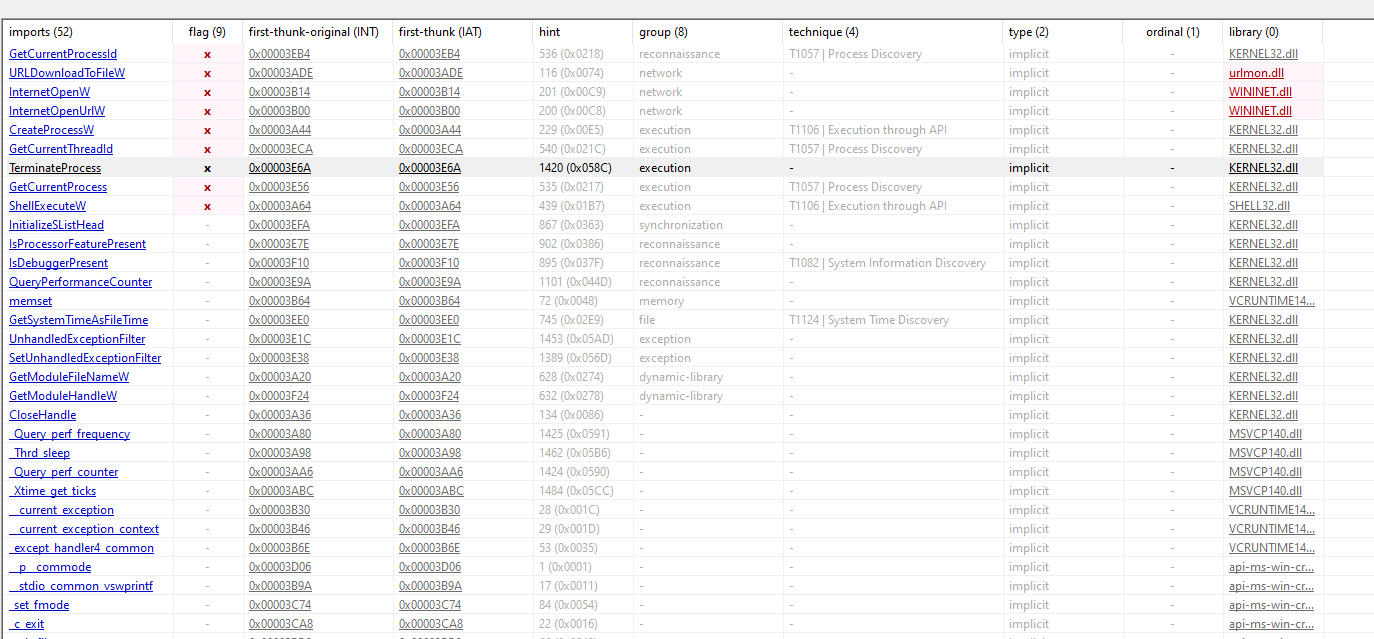 imports (52) flag (9) first-thunk-original (INT) first-thunk (IAT) hint group (8) technique (4) type (2) ordinal (1) library (0)
GetCurrentProcessId x 0x00003EB4 0x00003EB4 536 (0x0218) reconnaissance T1057 | Process Discovery implicit - KERNEL32.dll
URLDownloadToFileW x 0x00003ADE 0x00003ADE 116 (0x0074) network - implicit - urlmon.dll
InternetOpenW x 0x00003B14 0x00003B14 201 (0x00C9) network - implicit - WININET.dll
InternetOpenUrlW x 0x00003B00 0x00003B00 200 (0x00C8) network - implicit - WININET.dll
CreateProcessW x 0x00003A44 0x00003A44 229 (0x00E5) execution T1106 | Execution through API implicit - KERNEL32.dll
GetCurrentThreadId x 0x00003ECA 0x00003ECA 540 (0x021C) execution T1057 | Process Discovery implicit - KERNEL32.dll
TerminateProcess x 0x00003E6A 0x00003E6A 1420 (0x058C) execution - implicit - KERNEL32.dll
GetCurrentProcess x 0x00003E56 0x00003E56 535 (0x0217) execution T1057 | Process Discovery implicit - KERNEL32.dll
ShellExecuteW x 0x00003A64 0x00003A64 439 (0x01B7) execution T1106 | Execution through API implicit - SHELL32.dll
InitializeSListHead - 0x00003EFA 0x00003EFA 867 (0x0363) synchronization - implicit - KERNEL32.dll
IsProcessorFeaturePresent - 0x00003E7E 0x00003E7E 902 (0x0386) reconnaissance - implicit - KERNEL32.dll
IsDebuggerPresent - 0x00003F10 0x00003F10 895 (0x037F) reconnaissance T1082 | System Information Discovery implicit - KERNEL32.dll
QueryPerformanceCounter - 0x00003E9A 0x00003E9A 1101 (0x044D) reconnaissance - implicit - KERNEL32.dll
memset - 0x00003B64 0x00003B64 72 (0x0048) memory - implicit - VCRUNTIME14...
GetSystemTimeAsFileTime - 0x00003EE0 0x00003EE0 745 (0x02E9) file T1124 | System Time Discovery implicit - KERNEL32.dll
UnhandledExceptionFilter - 0x00003E1C 0x00003E1C 1453 (0x05AD) exception - implicit - KERNEL32.dll
SetUnhandledExceptionFilter - 0x00003E38 0x00003E38 1389 (0x056D) exception - implicit - KERNEL32.dll
GetModuleFileNameW - 0x00003A20 0x00003A20 628 (0x0274) dynamic-library - implicit - KERNEL32.dll
GetModuleHandleW - 0x00003F24 0x00003F24 632 (0x0278) dynamic-library - implicit - KERNEL32.dll
CloseHandle - 0x00003A36 0x00003A36 134 (0x0086) - - implicit - KERNEL32.dll
_Query_perf_frequency - 0x00003A80 0x00003A80 1425 (0x0591) - - implicit - MSVCP140.dll
_Thrd_sleep - 0x00003A98 0x00003A98 1462 (0x05B6) - - implicit - MSVCP140.dll
_Query_perf_counter - 0x00003AA6 0x00003AA6 1424 (0x0590) - - implicit - MSVCP140.dll
_Xtime_get_ticks - 0x00003ABC 0x00003ABC 1484 (0x05CC) - - implicit - MSVCP140.dll
__current_exception - 0x00003B30 0x00003B30 28 (0x001C) - - implicit - VCRUNTIME14...
__current_exception_context - 0x00003B46 0x00003B46 29 (0x001D) - - implicit - VCRUNTIME14...
_except_handler4_common - 0x00003B6E 0x00003B6E 53 (0x0035) - - implicit - VCRUNTIME14...
__p__commode - 0x00003D06 0x00003D06 1 (0x0001) - - implicit - api-ms-win-cr...
__stdio_common_vswprintf - 0x00003B9A 0x00003B9A 17 (0x0011) - - implicit - api-ms-win-cr...
_set_fmode - 0x00003C74 0x00003C74 84 (0x0054) - - implicit - api-ms-win-cr...
_c_exit - 0x00003CA8 0x00003CA8 22 (0x0016) - - implicit - api-ms-win-cr...